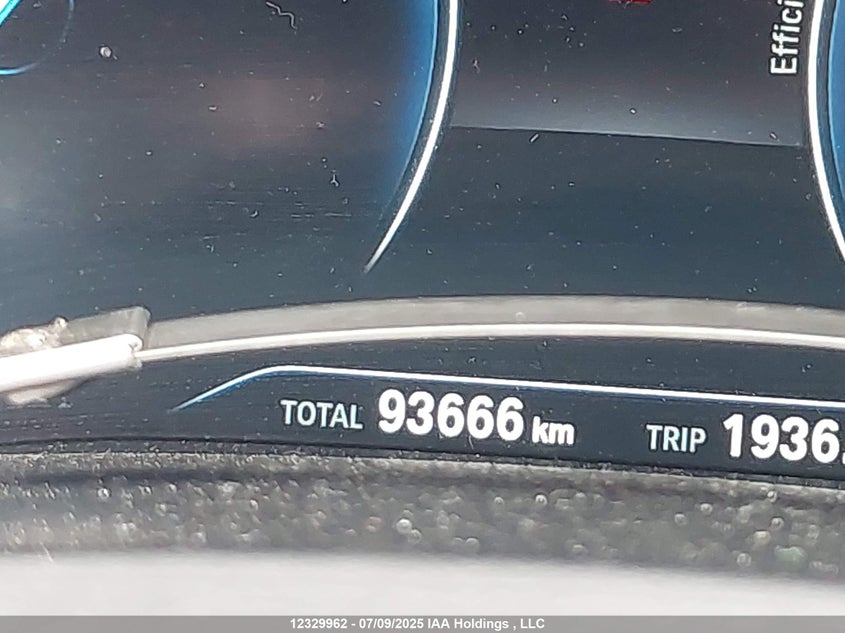 Effici
TOTAL 93666 km
TRIP 1936.
12329962 - 07/09/2025 IAA Holdings , LLC